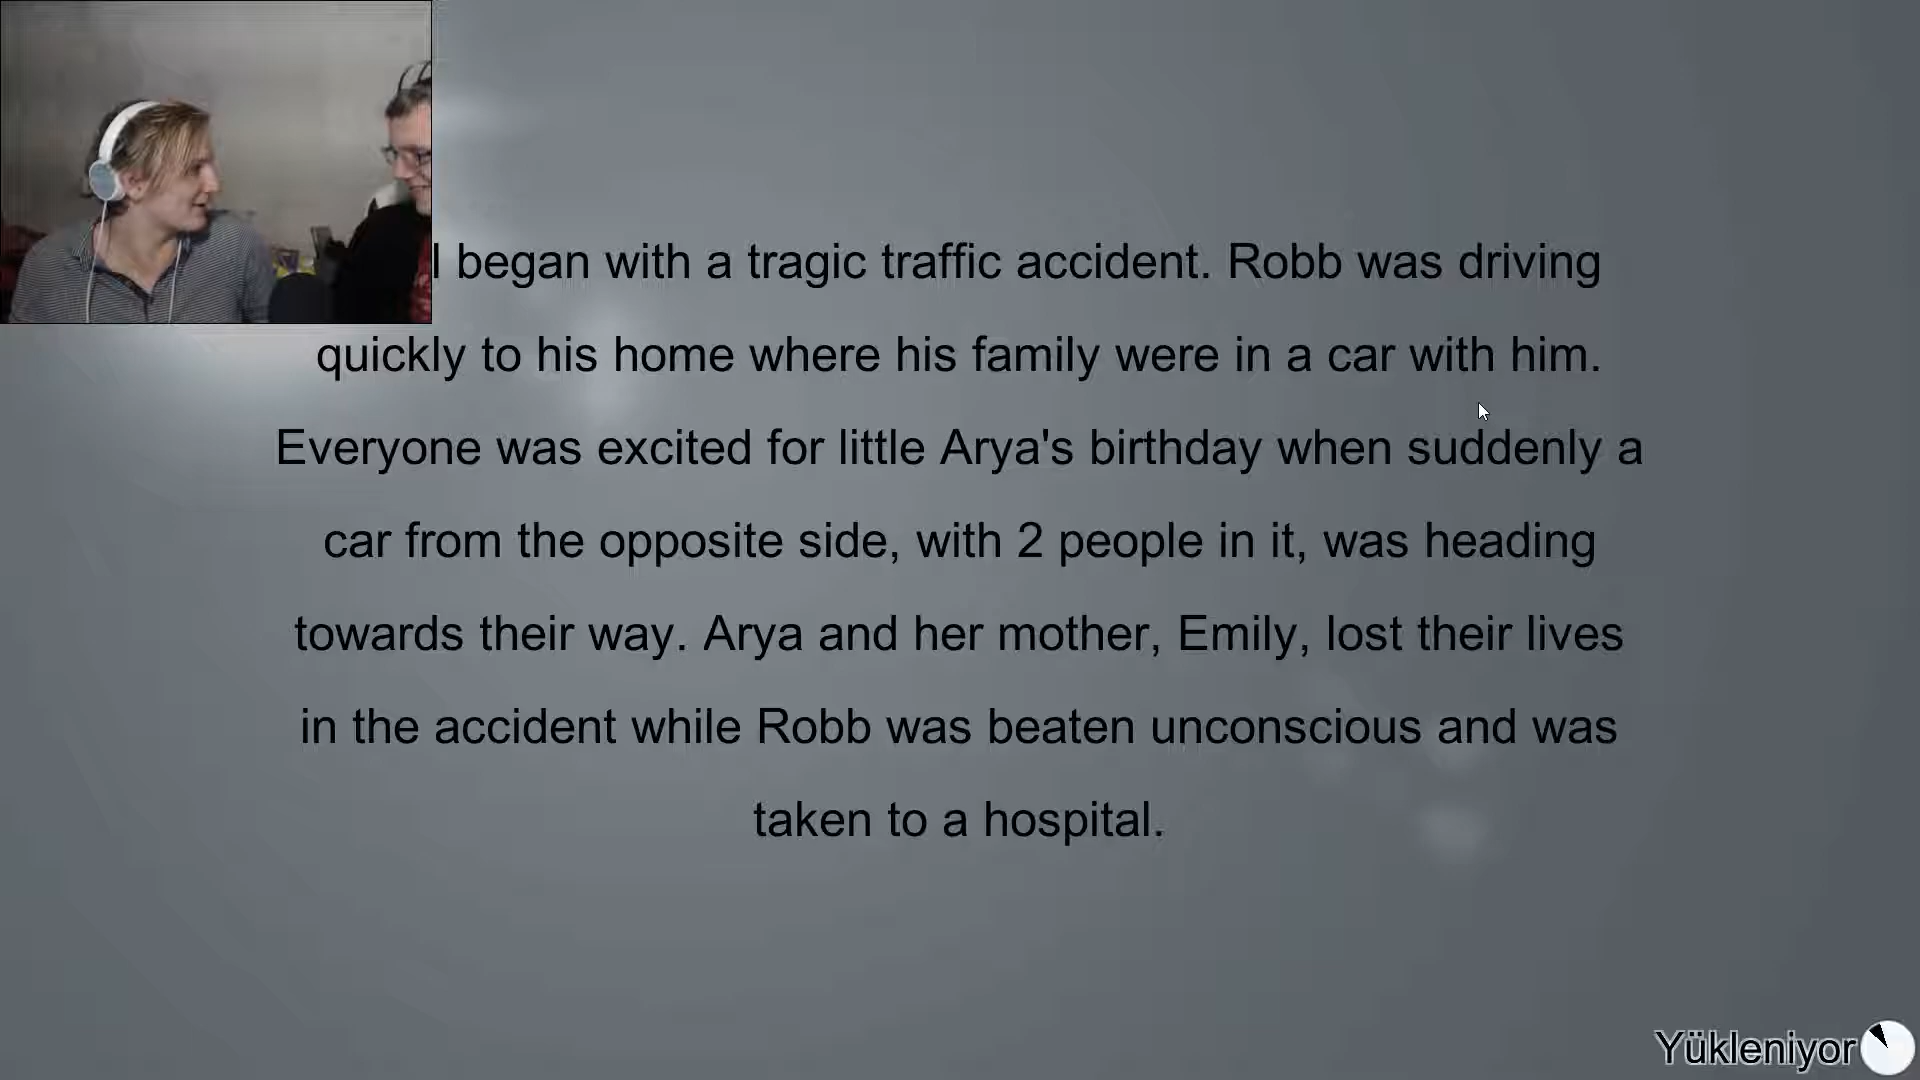 began with a tragic traffic accident. Robb was driving
quickly to his home where his family were in a car with him.
Everyone was excited for little Arya's birthday when suddenly a
car from the opposite side, with 2 people in it, was heading
towards their way. Arya and her mother, Emily, lost their lives
in the accident while Robb was beaten unconscious and was
taken to a hospital.
Yükleniyor